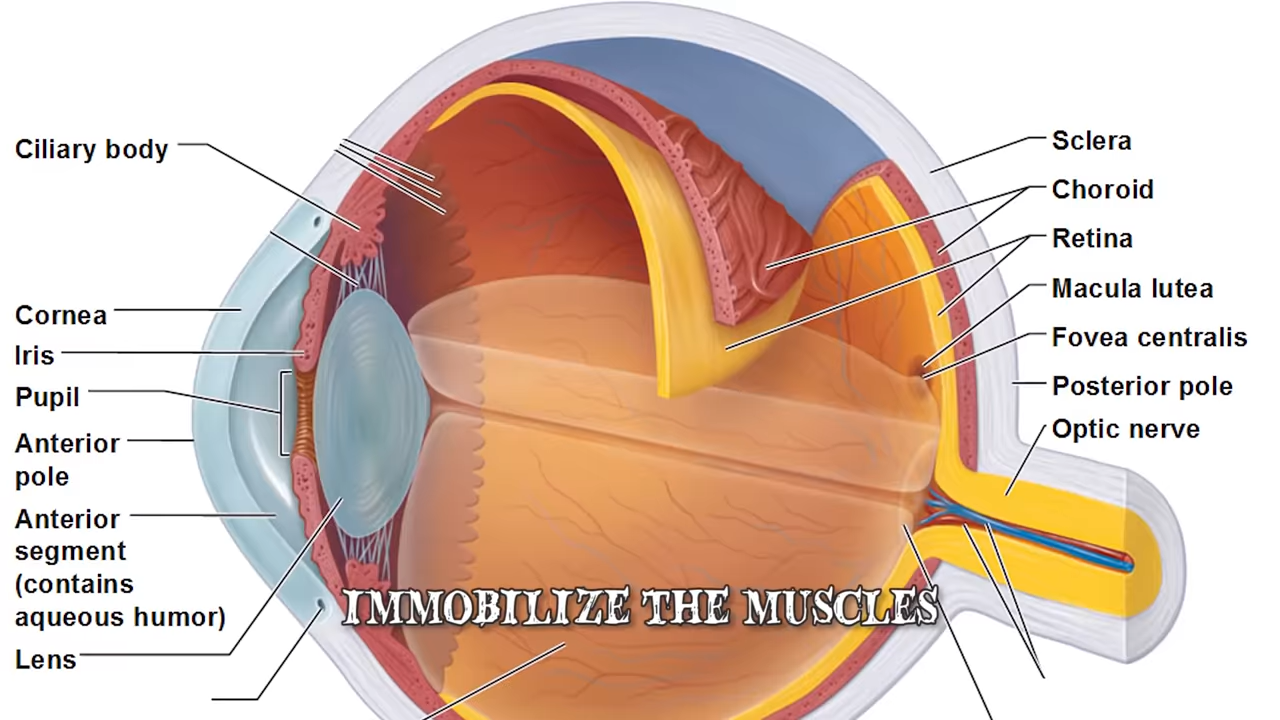 Ciliary body
Cornea
Iris
Pupil
Anterior
pole
Anterior
segment
(contains
aqueous humor)
Lens
Sclera
Choroid
Retina
Macula lutea
Fovea centralis
Posterior pole
Optic nerve
IMMOBILIZE THE MUSCLES